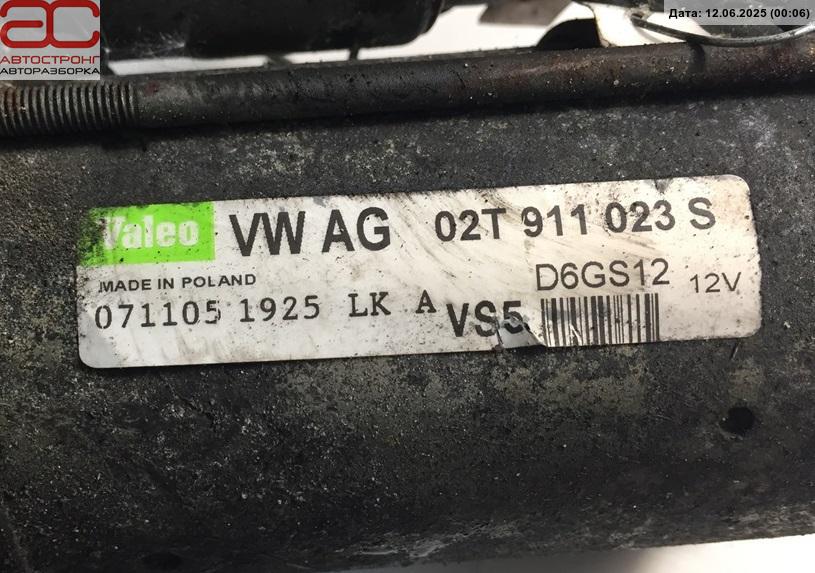 Дата: 12.06.2025 (00:06)
АС
АВТОСТРОНГ
АВТОРАЗБОРКА
Valeo VW AG 02T 911 023 S
MADE IN POLAND D6GS12 12V
071105 1925 LK A VS5